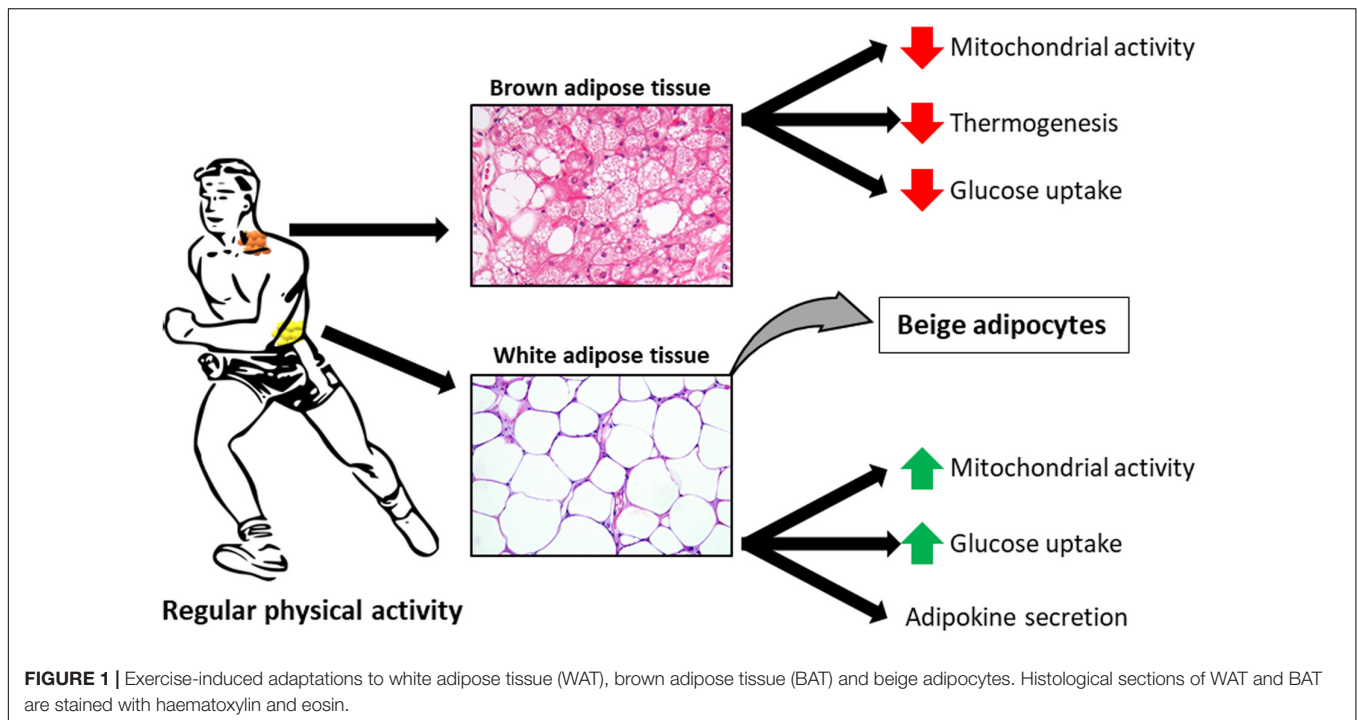 Brown adipose tissue
Mitochondrial activity
Thermogenesis
Glucose uptake
Beige adipocytes
White adipose tissue
Mitochondrial activity
Glucose uptake
Adipokine secretion
Regular physical activity
FIGURE 1 | Exercise-induced adaptations to white adipose tissue (WAT), brown adipose tissue (BAT) and beige adipocytes. Histological sections of WAT and BAT
are stained with haematoxylin and eosin.